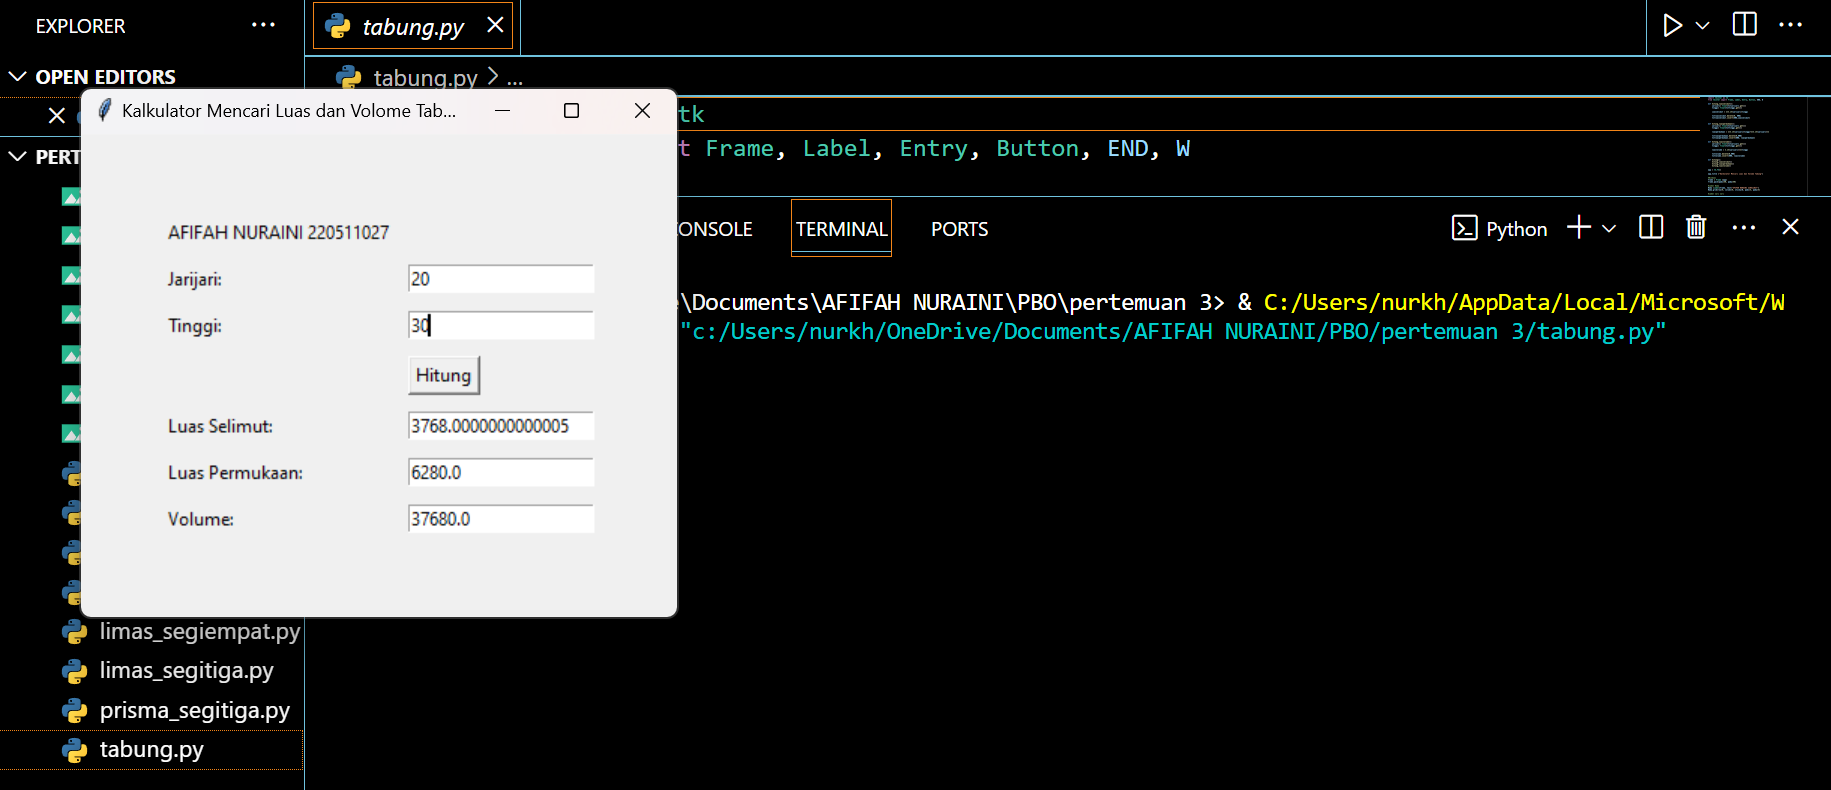 EXPLORER
tabung.py
OPEN EDITORS
tabung.py > ...
Kalkulator Mencari Luas dan Volome Tab...
tk
t Frame, Label, Entry, Button, END, W
PERT
AFIFAH NURAINI 220511027
Jarijari: 20
Tinggi: 30
Hitung
Luas Selimut: 3768.0000000000005
Luas Permukaan: 6280.0
Volume: 37680.0
ONSOLE TERMINAL PORTS Python
\Documents\AFIFAH NURAINI\PBO\pertemuan 3> & C:/Users/nurkh/AppData/Local/Microsoft/W
"c:/Users/nurkh/OneDrive/Documents/AFIFAH NURAINI/PBO/pertemuan 3/tabung.py"
limas_segiempat.py
limas_segitiga.py
prisma_segitiga.py
tabung.py